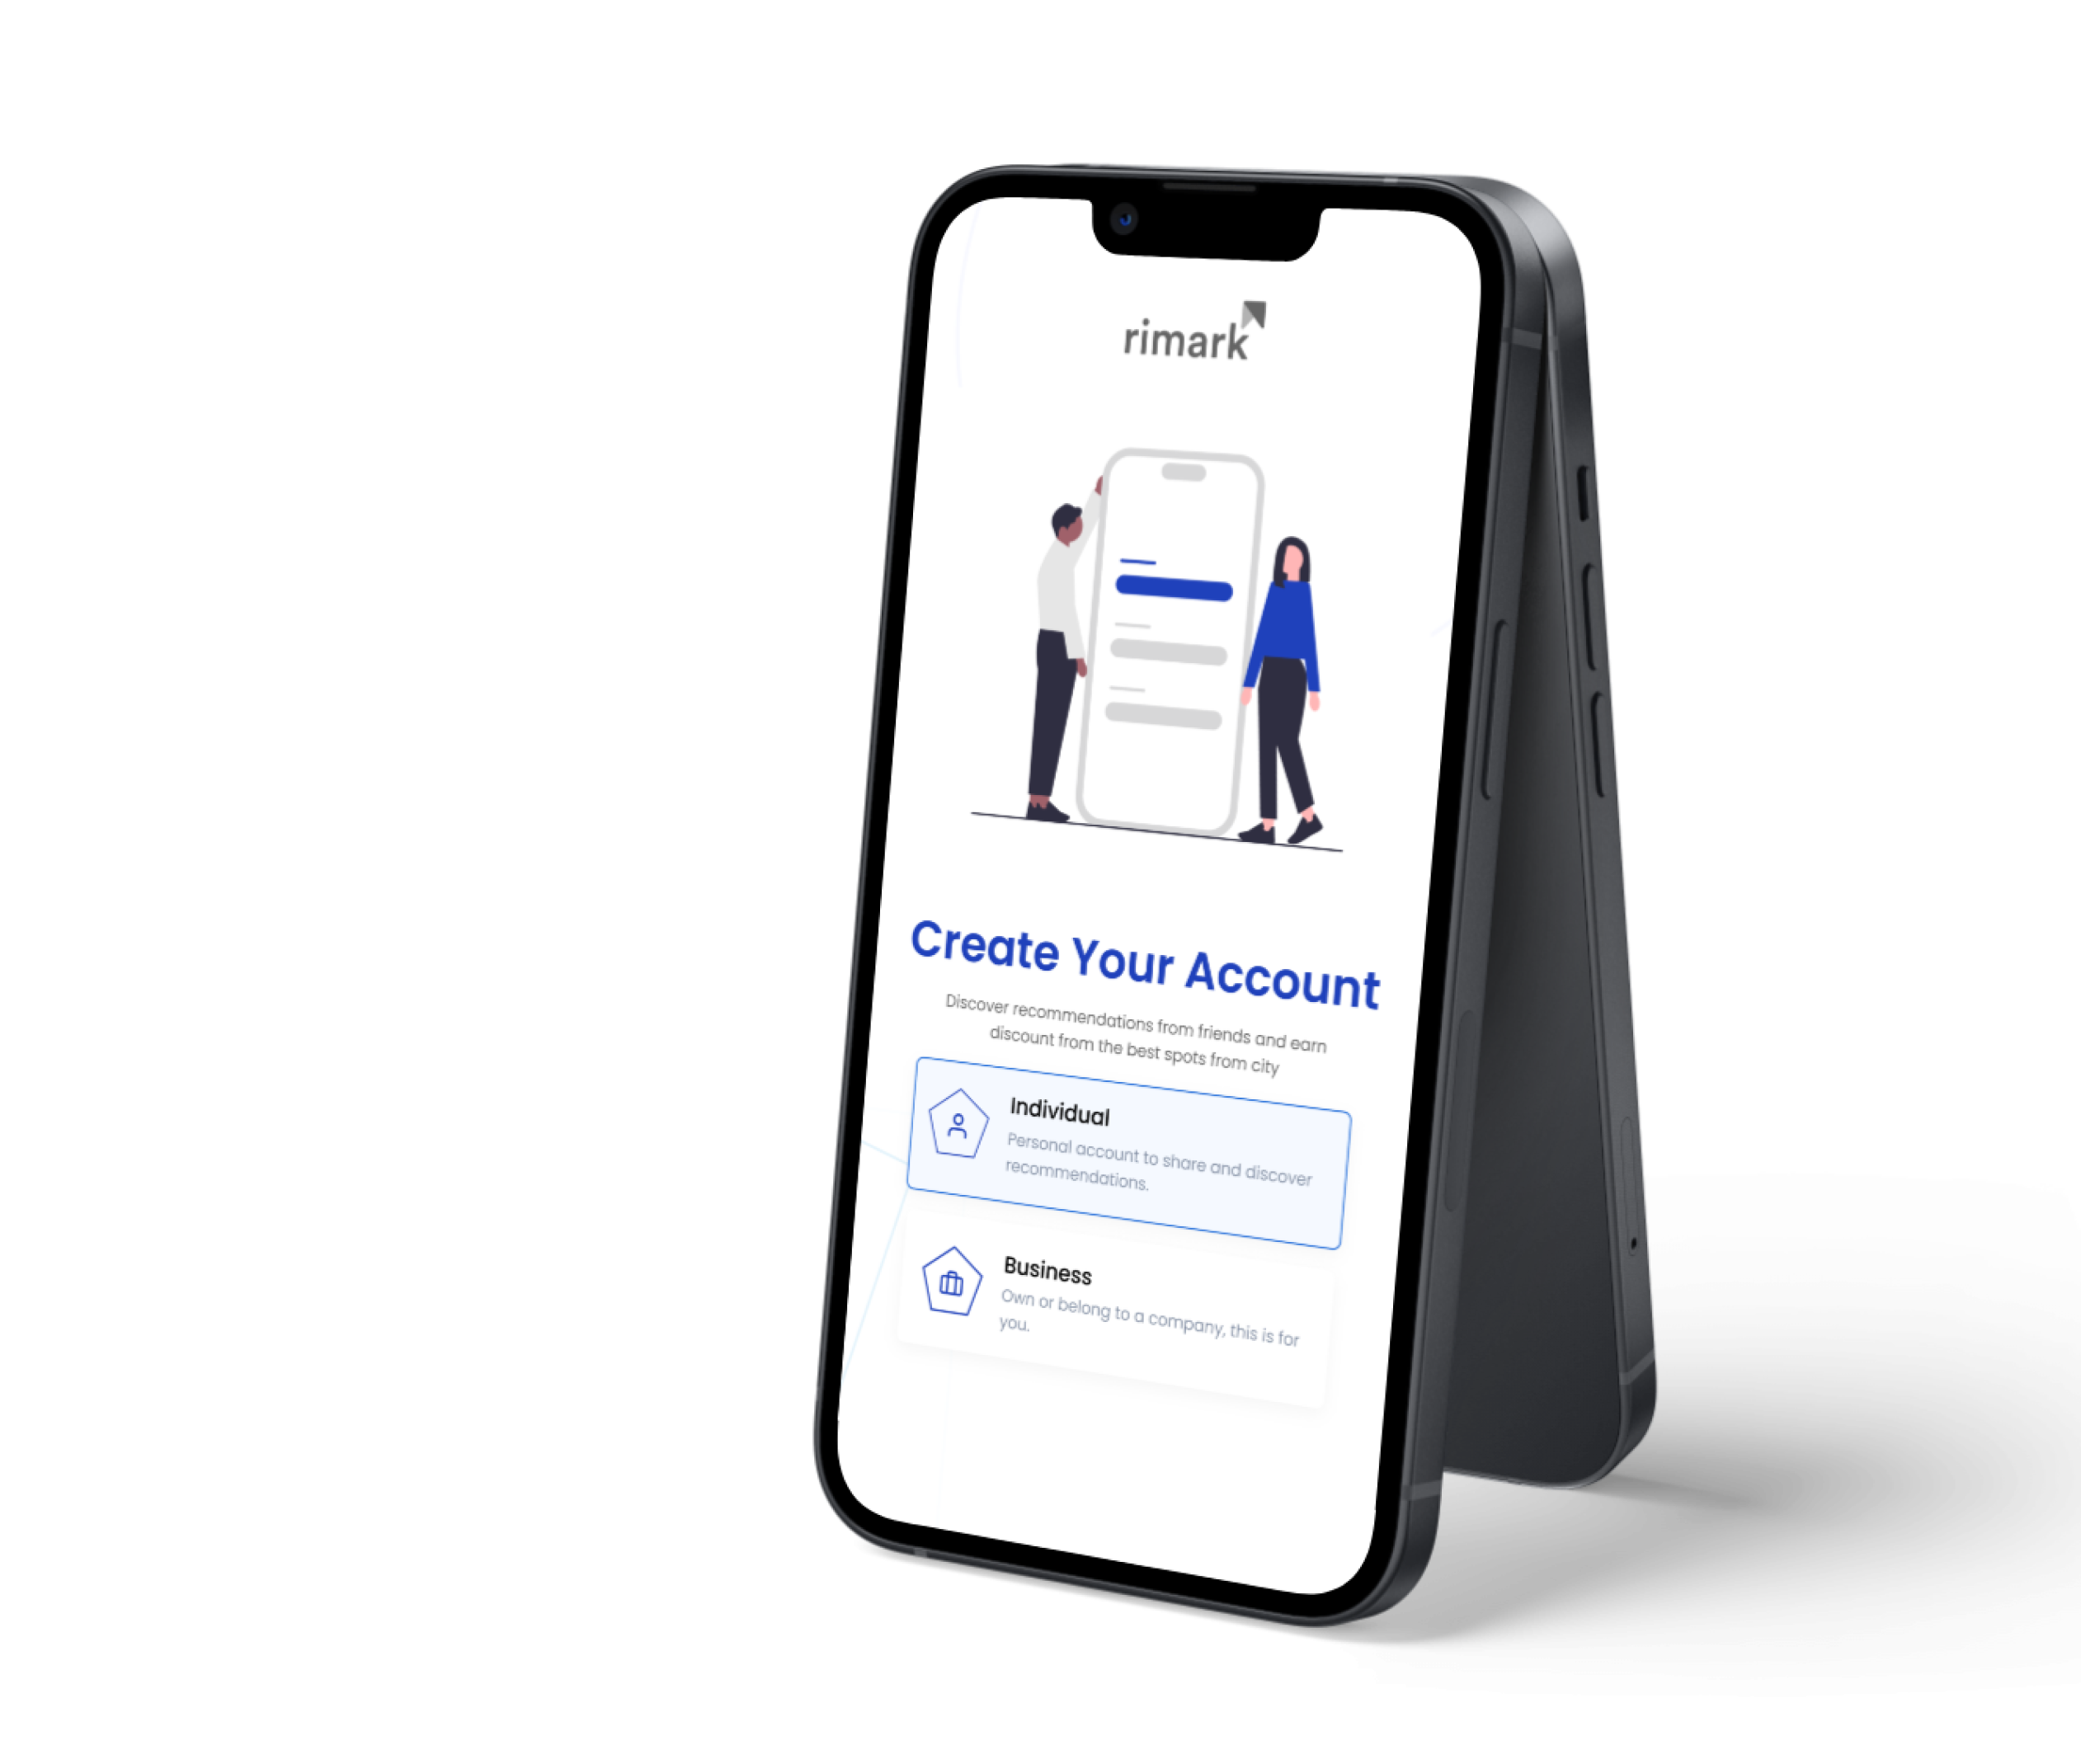 rimark
Create Your Account
Discover recommendations from friends and earn
discount from the best spots from city
Individual
Personal account to share and discover
recommendations.
Business
Own or belong to a company, this is for
you.